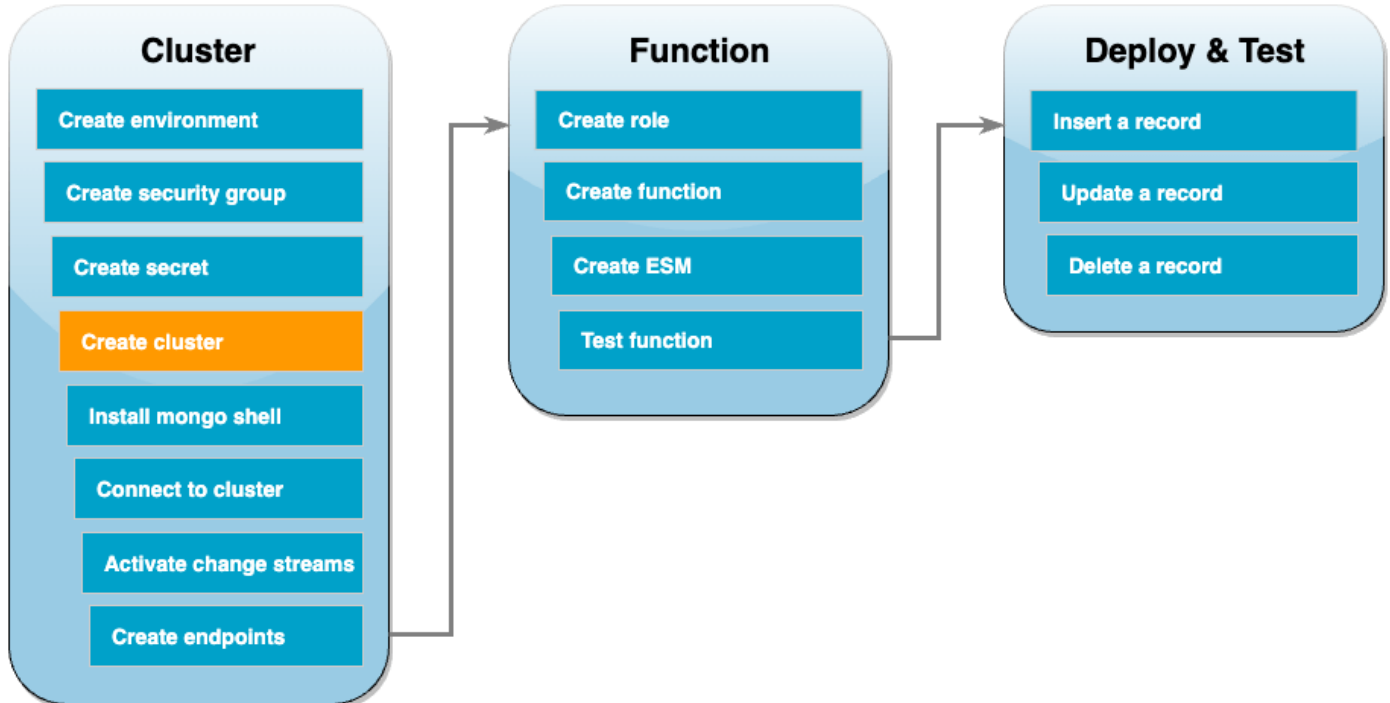 Cluster
Create environment
Create security group
Create secret
Create cluster
Install mongo shell
Connect to cluster
Activate change streams
Create endpoints
Function
Create role
Create function
Create ESM
Test function
Deploy & Test
Insert a record
Update a record
Delete a record